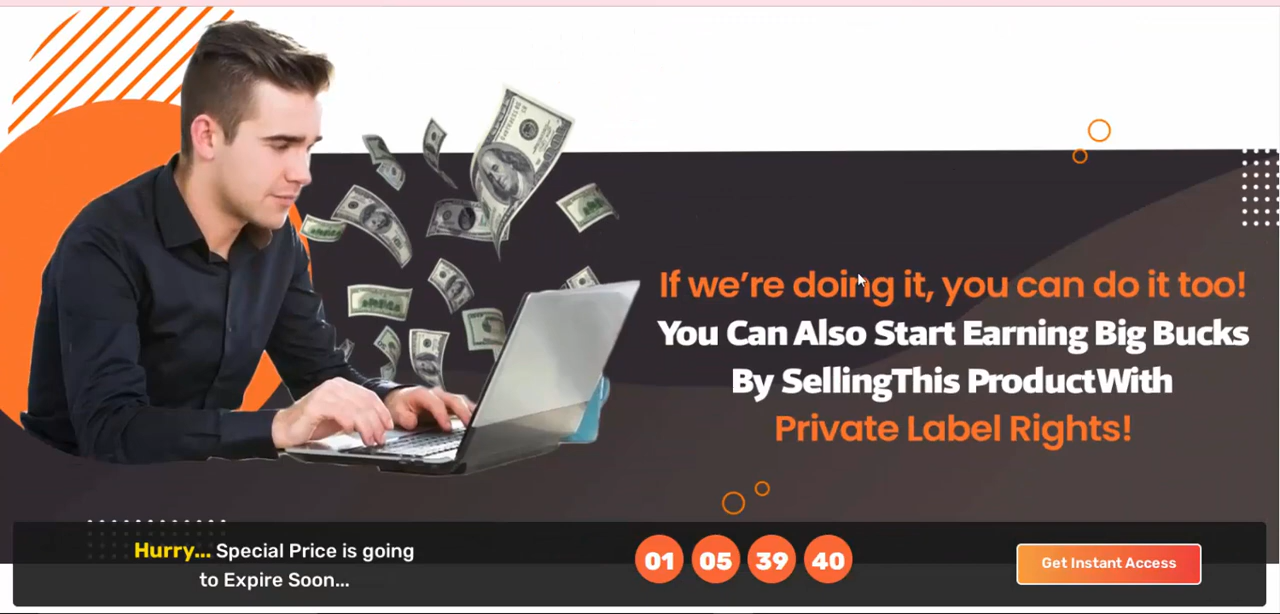 If we're doing it, you can do it too!
You Can Also Start Earning Big Bucks
By SellingThis ProductWith
Private Label Rights!
Hurry... Special Price is going
to Expire Soon...
01 05 39 40
Get Instant Access